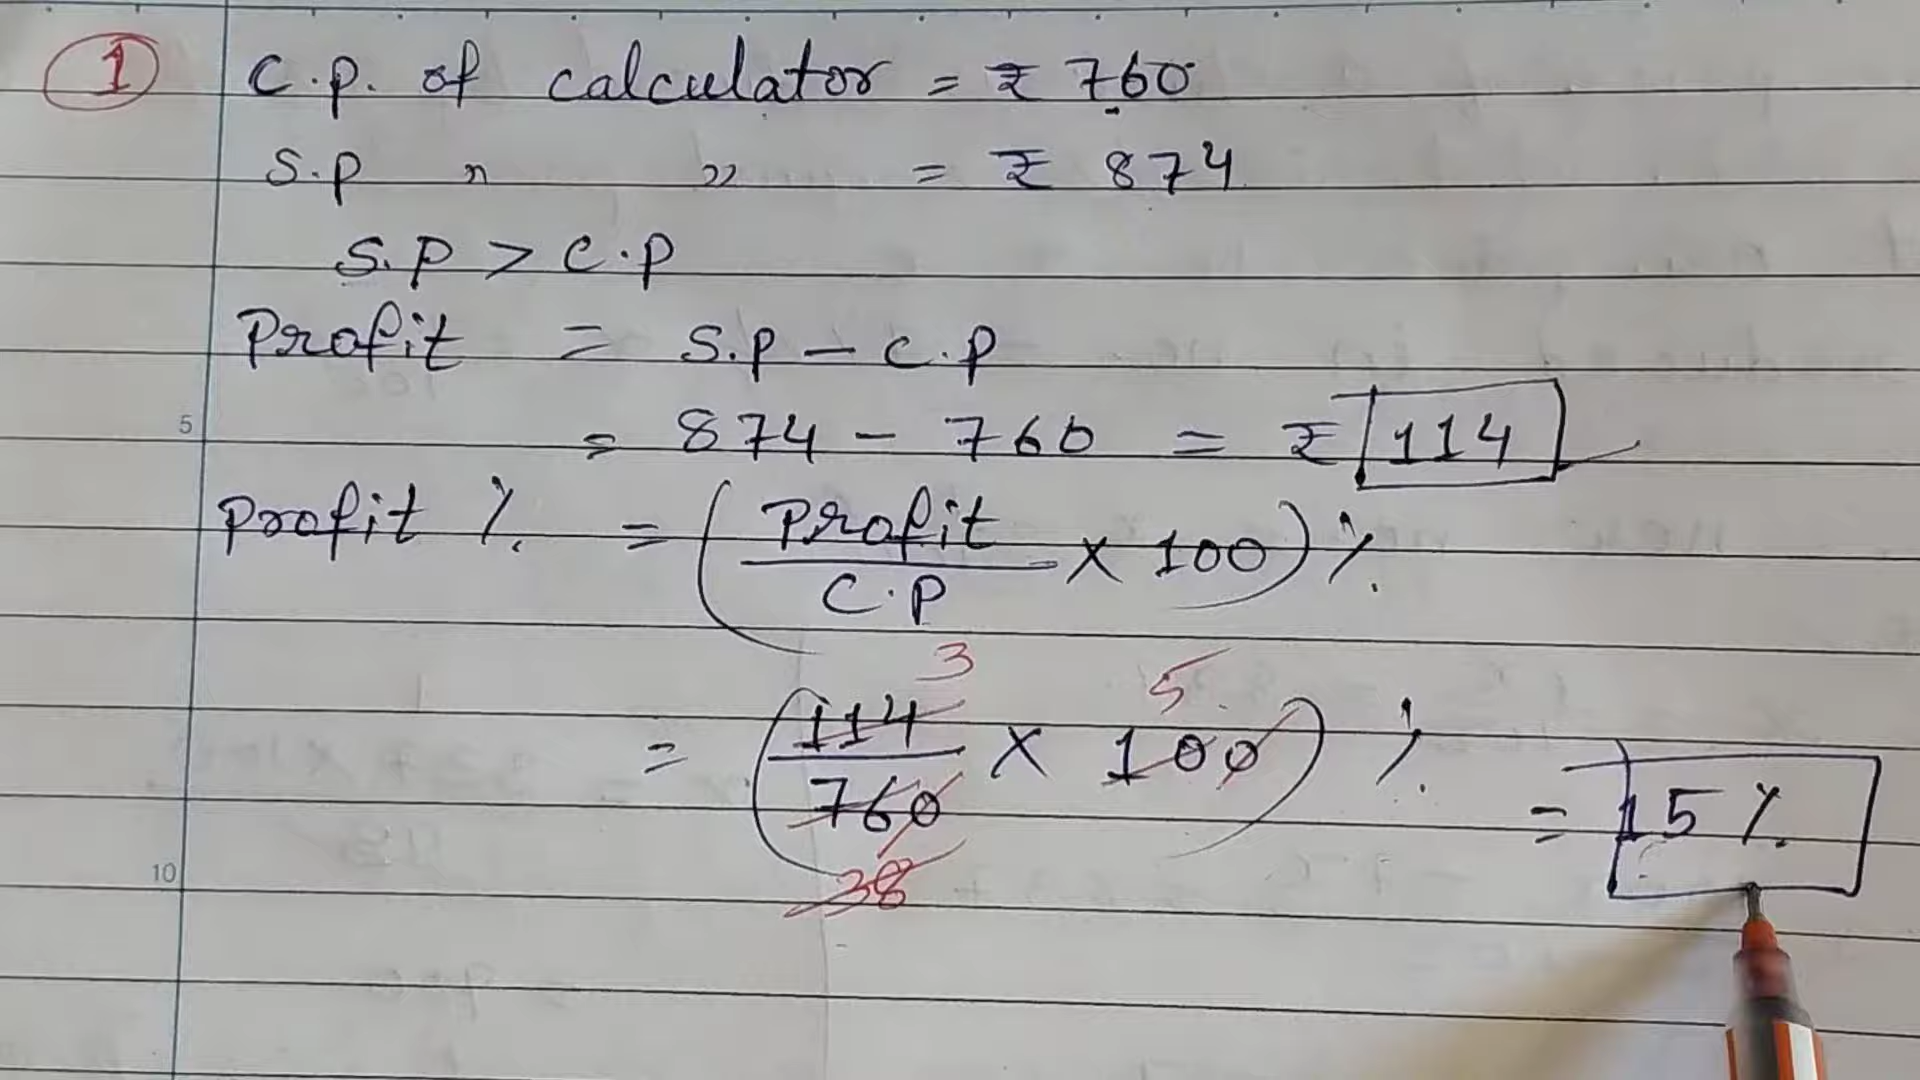 1 C.P. of calculator = ₹ 760
S.P " " = ₹ 874
S.P > C.P
Profit = S.P - C.P
5 = 874 - 760 = ₹ 114
Profit % = ( Profit / C.P × 100 ) %
3 5
= ( 114 / 760 × 100 ) %
= 15 %
10 38